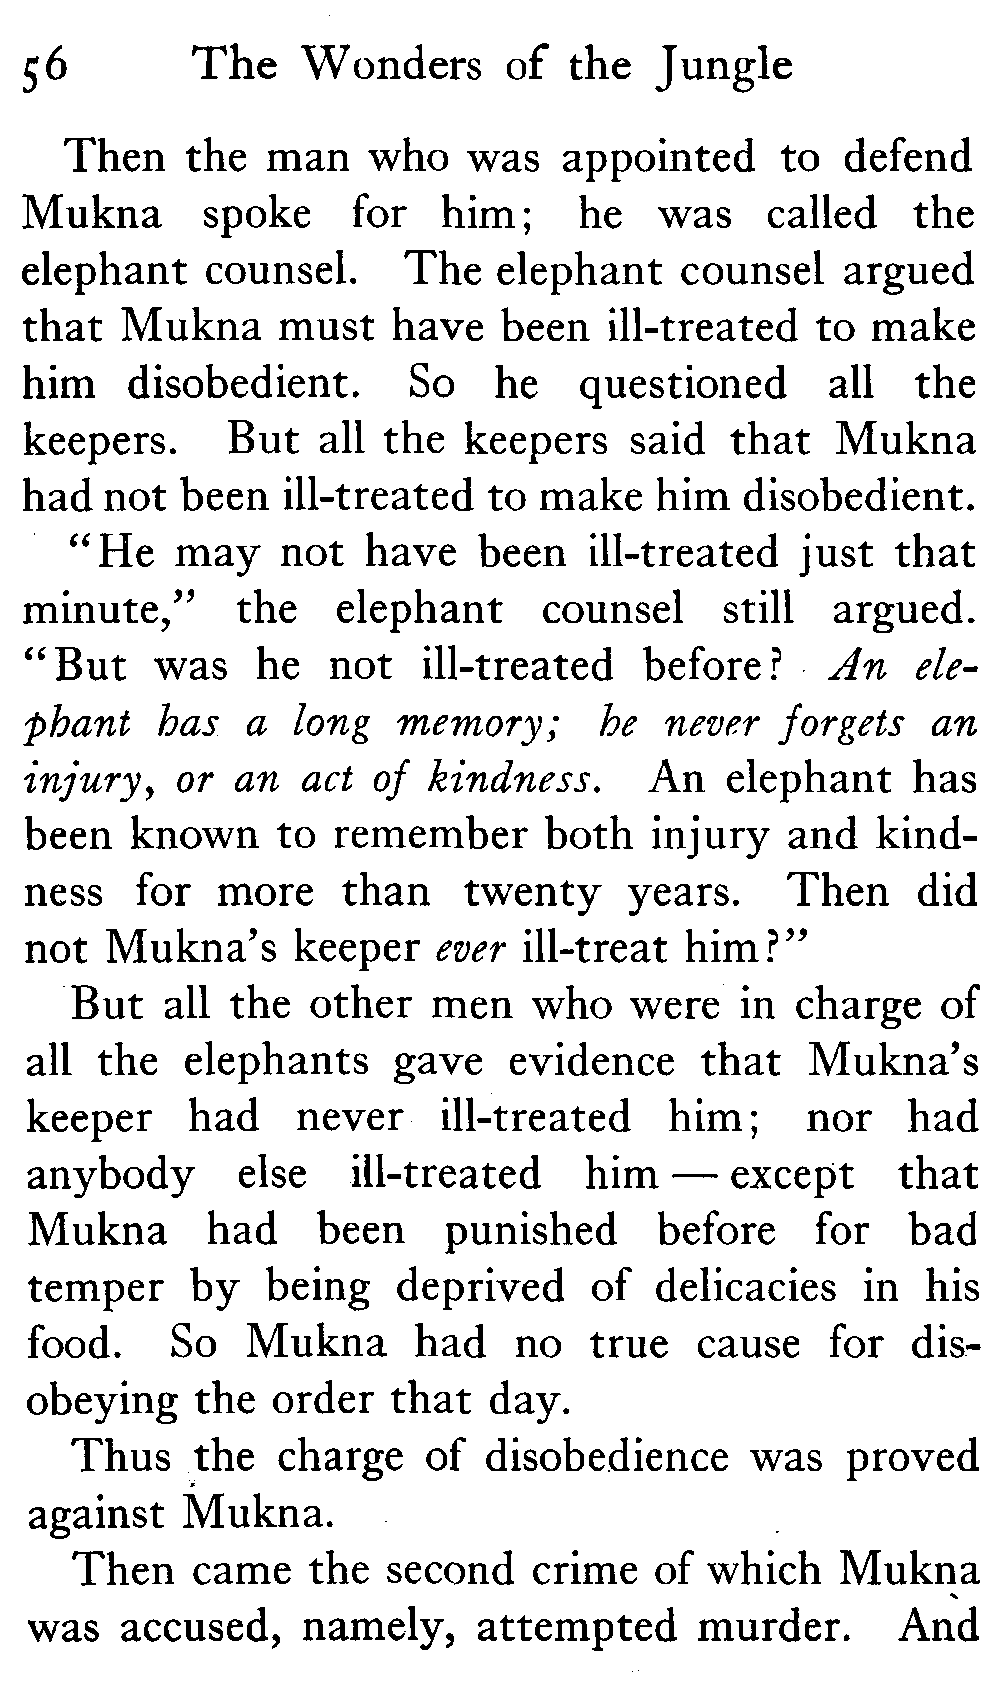 56 The Wonders of the Jungle
Then the man who was appointed to defend
Mukna spoke for him; he was called the
elephant counsel. The elephant counsel argued
that Mukna must have been ill-treated to make
him disobedient. So he questioned all the
keepers. But all the keepers said that Mukna
had not been ill-treated to make him disobedient.
"He may not have been ill-treated just that
minute," the elephant counsel still argued.
"But was he not ill-treated before? An ele-
phant has a long memory; he never forgets an
injury, or an act of kindness. An elephant has
been known to remember both injury and kind-
ness for more than twenty years. Then did
not Mukna's keeper ever ill-treat him?"
But all the other men who were in charge of
all the elephants gave evidence that Mukna's
keeper had never ill-treated him; nor had
anybody else ill-treated him — except that
Mukna had been punished before for bad
temper by being deprived of delicacies in his
food. So Mukna had no true cause for dis-
obeying the order that day.
Thus the charge of disobedience was proved
against Mukna.
Then came the second crime of which Mukna
was accused, namely, attempted murder. And